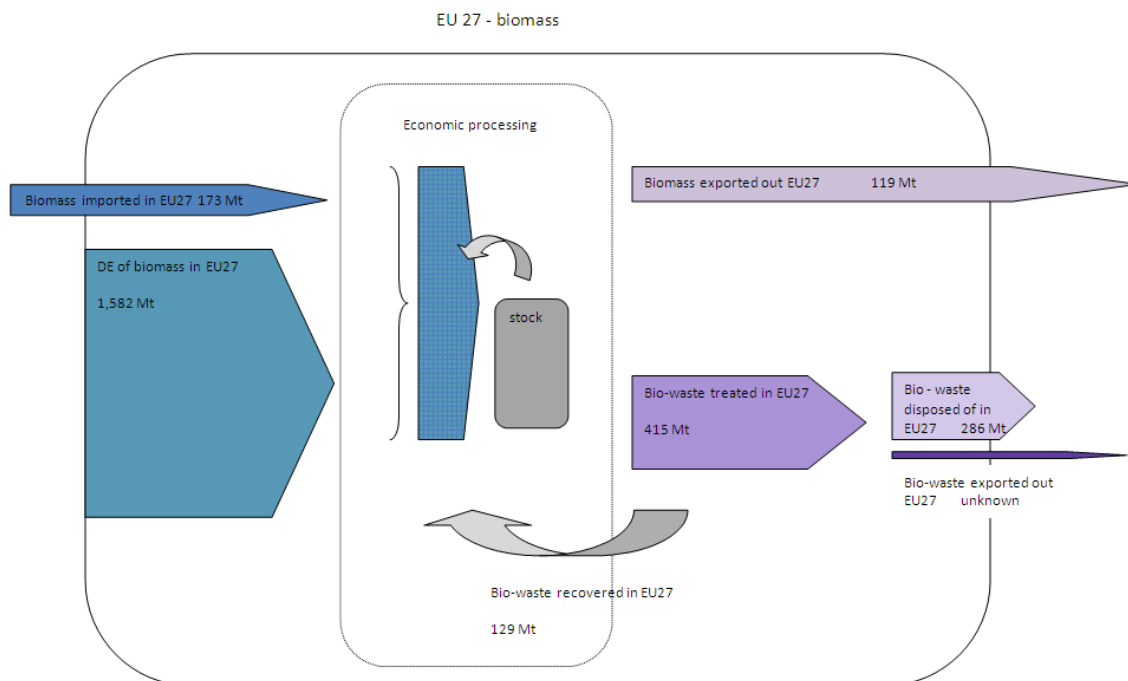 EU 27 - biomass
Economic processing
Biomass imported in EU27 173 Mt
Biomass exported out EU27 119 Mt
DE of biomass in EU27
1,582 Mt
stock
Bio-waste treated in EU27
415 Mt
Bio - waste
disposed of in
EU27 286 Mt
Bio-waste exported out
EU27 unknown
Bio-waste recovered in EU27
129 Mt